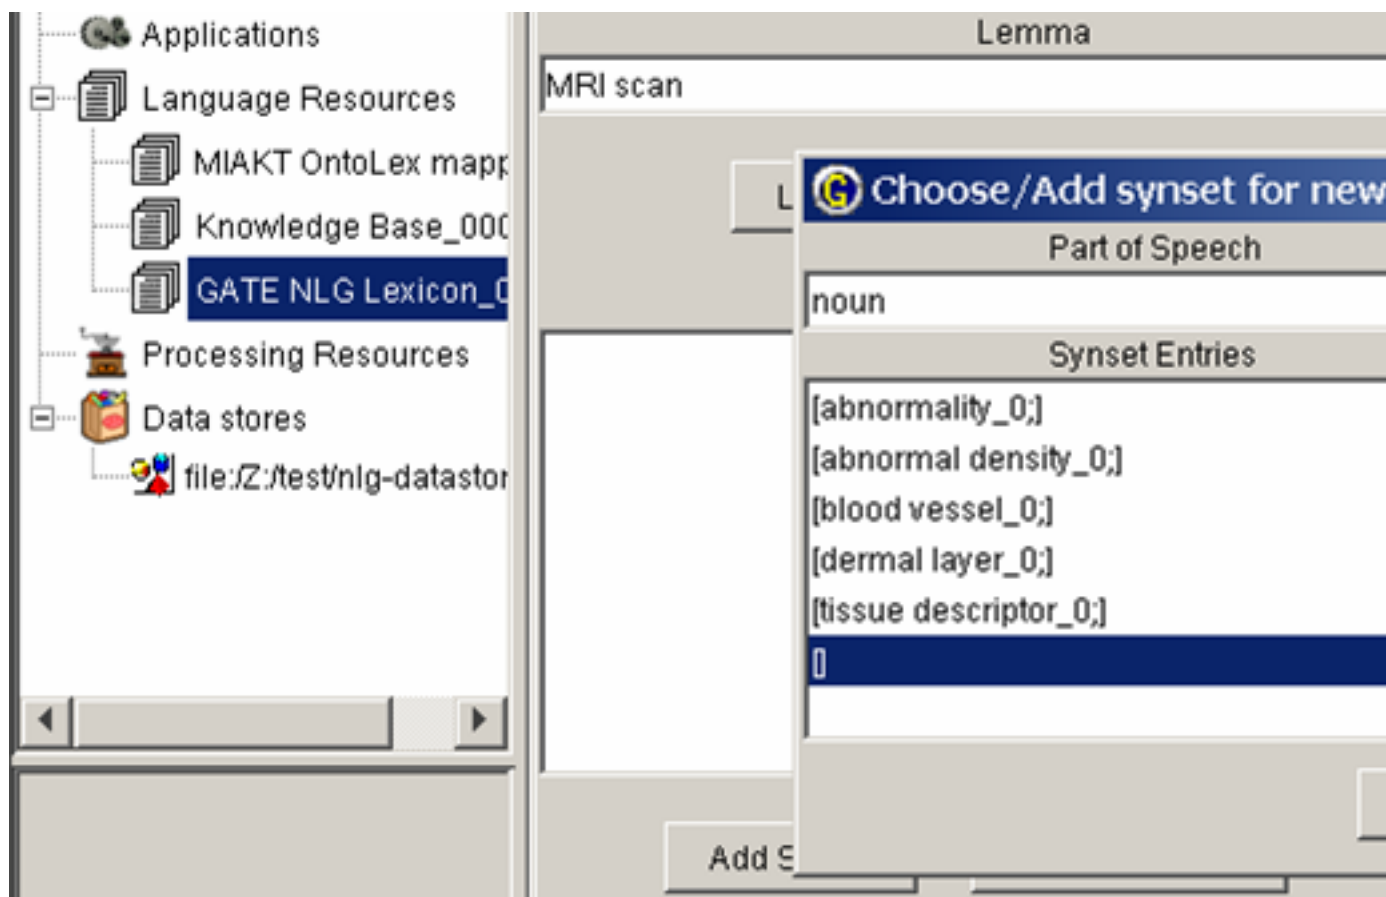 Applications
Language Resources
MIAKT OntoLex
Knowledge Base_000
GATE NLG Lexicon_0
Processing Resources
Data stores
file:/Z:/test/nlg-datastor
Lemma
MRI scan
L
Choose/Add synset for new
Part of Speech
noun
Synset Entries
[abnormality_0;]
[abnormal density_0;]
[blood vessel_0;]
[dermal layer_0;]
[tissue descriptor_0;]
[]
Add S